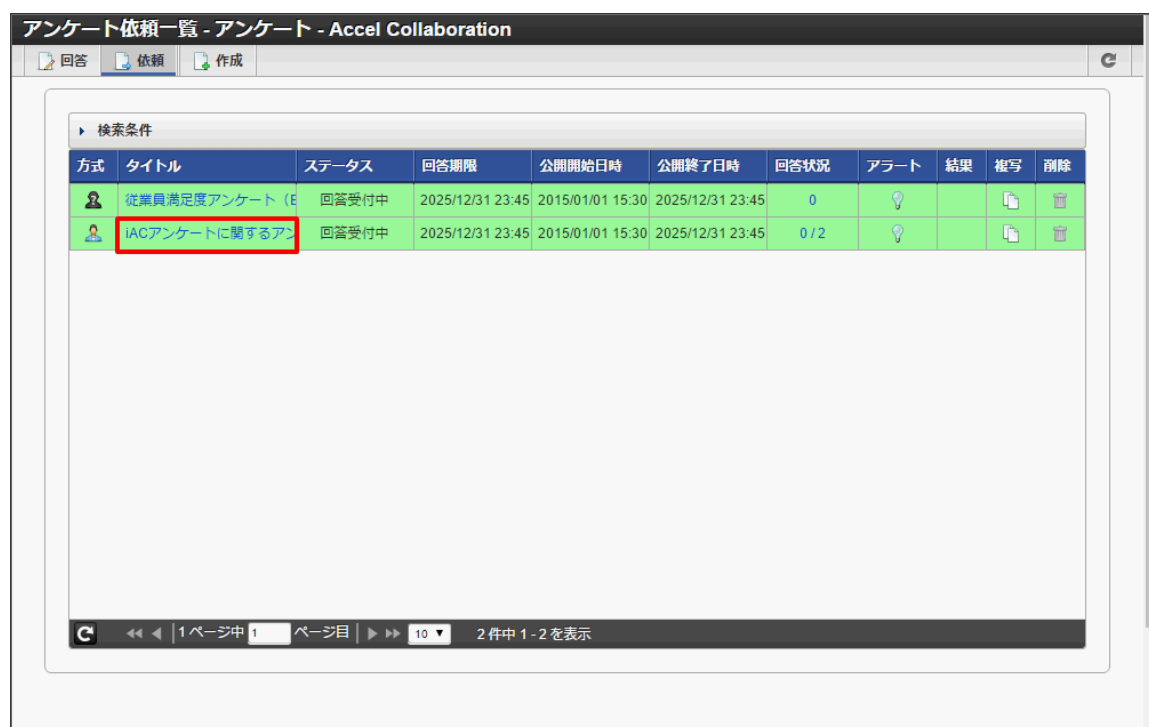 アンケート依頼一覧 - アンケート - Accel Collaboration
回答 依頼 作成
検索条件
方式 タイトル ステータス 回答期限 公開開始日時 公開終了日時 回答状況 アラート 結果 複写 削除
従業員満足度アンケート（E 回答受付中 2025/12/31 23:45 2015/01/01 15:30 2025/12/31 23:45 0
iACアンケートに関するアン 回答受付中 2025/12/31 23:45 2015/01/01 15:30 2025/12/31 23:45 0 / 2
1 ページ中 1 ページ目 10 2 件中 1 - 2 を表示